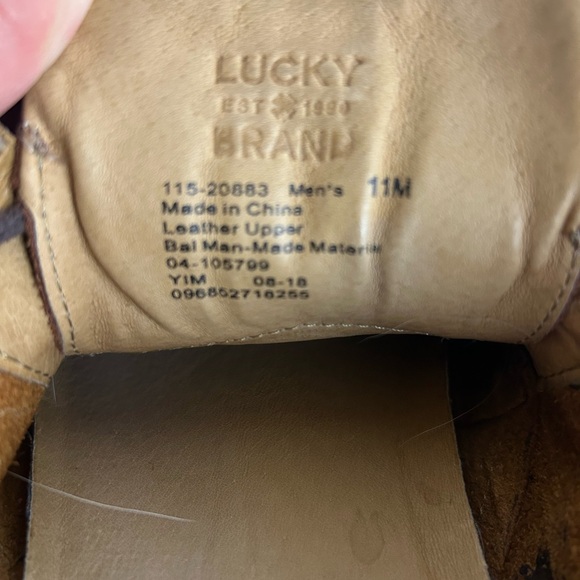 LUCKY
EST 1990
BRAND
115-20883 Men's 11M
Made in China
Leather Upper
Bal Man-Made Material
04-105799
YIM 08-18
096852718255